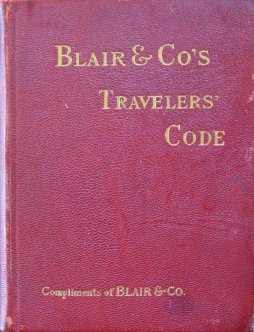 BLAIR & CO'S
TRAVELERS'
CODE
Compliments of BLAIR & CO.